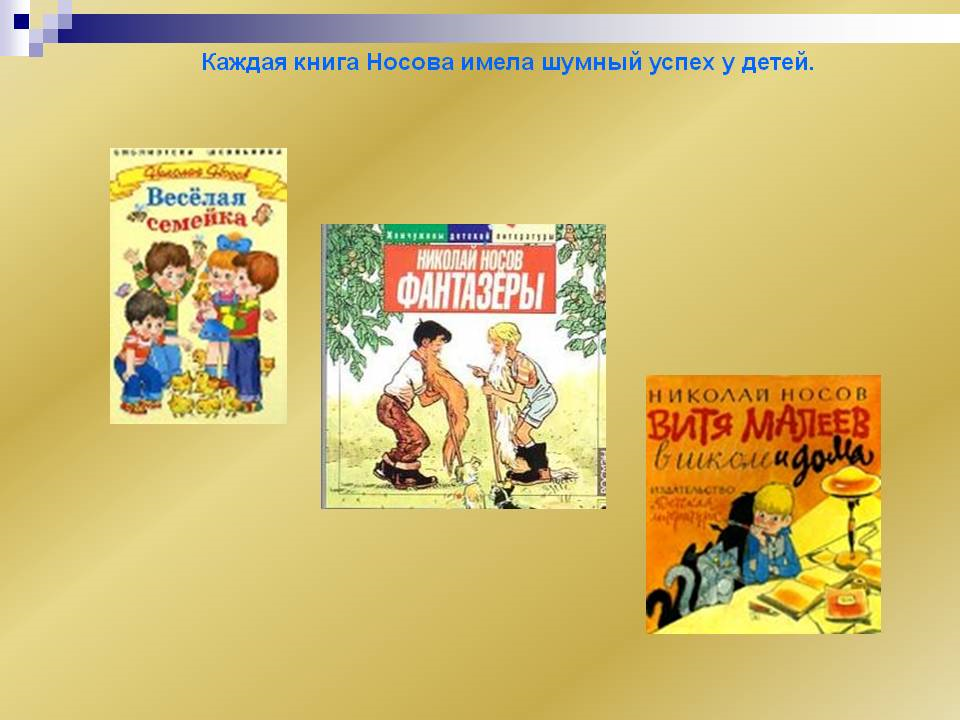 Каждая книга Носова имела шумный успех у детей.
Николай Носов
Весёлая
семейка
Жемчужины детской литературы
НИКОЛАЙ НОСОВ
ФАНТАЗЁРЫ
НИКОЛАЙ НОСОВ
ВИТЯ МАЛЕЕВ
в школе и дома
ИЗДАТЕЛЬСТВО
Детская
литература